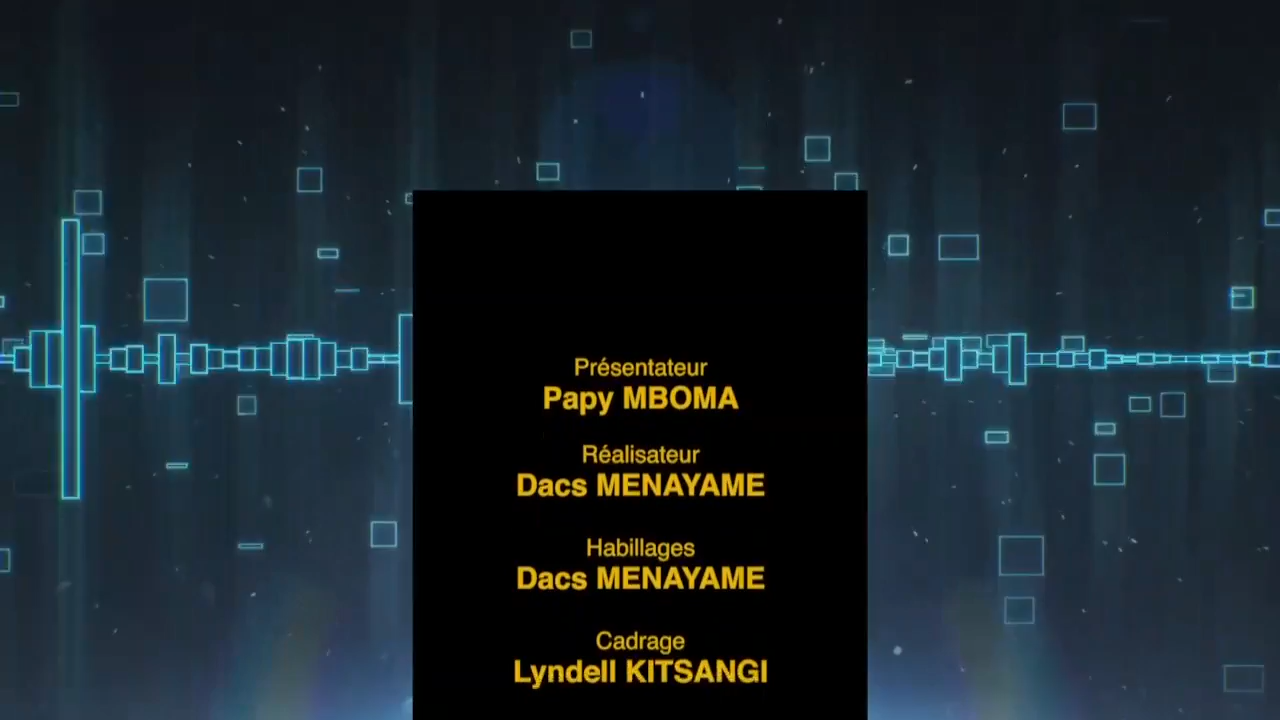 Présentateur
Papy MBOMA
Réalisateur
Dacs MENAYAME
Habillages
Dacs MENAYAME
Cadrage
Lyndell KITSANGI